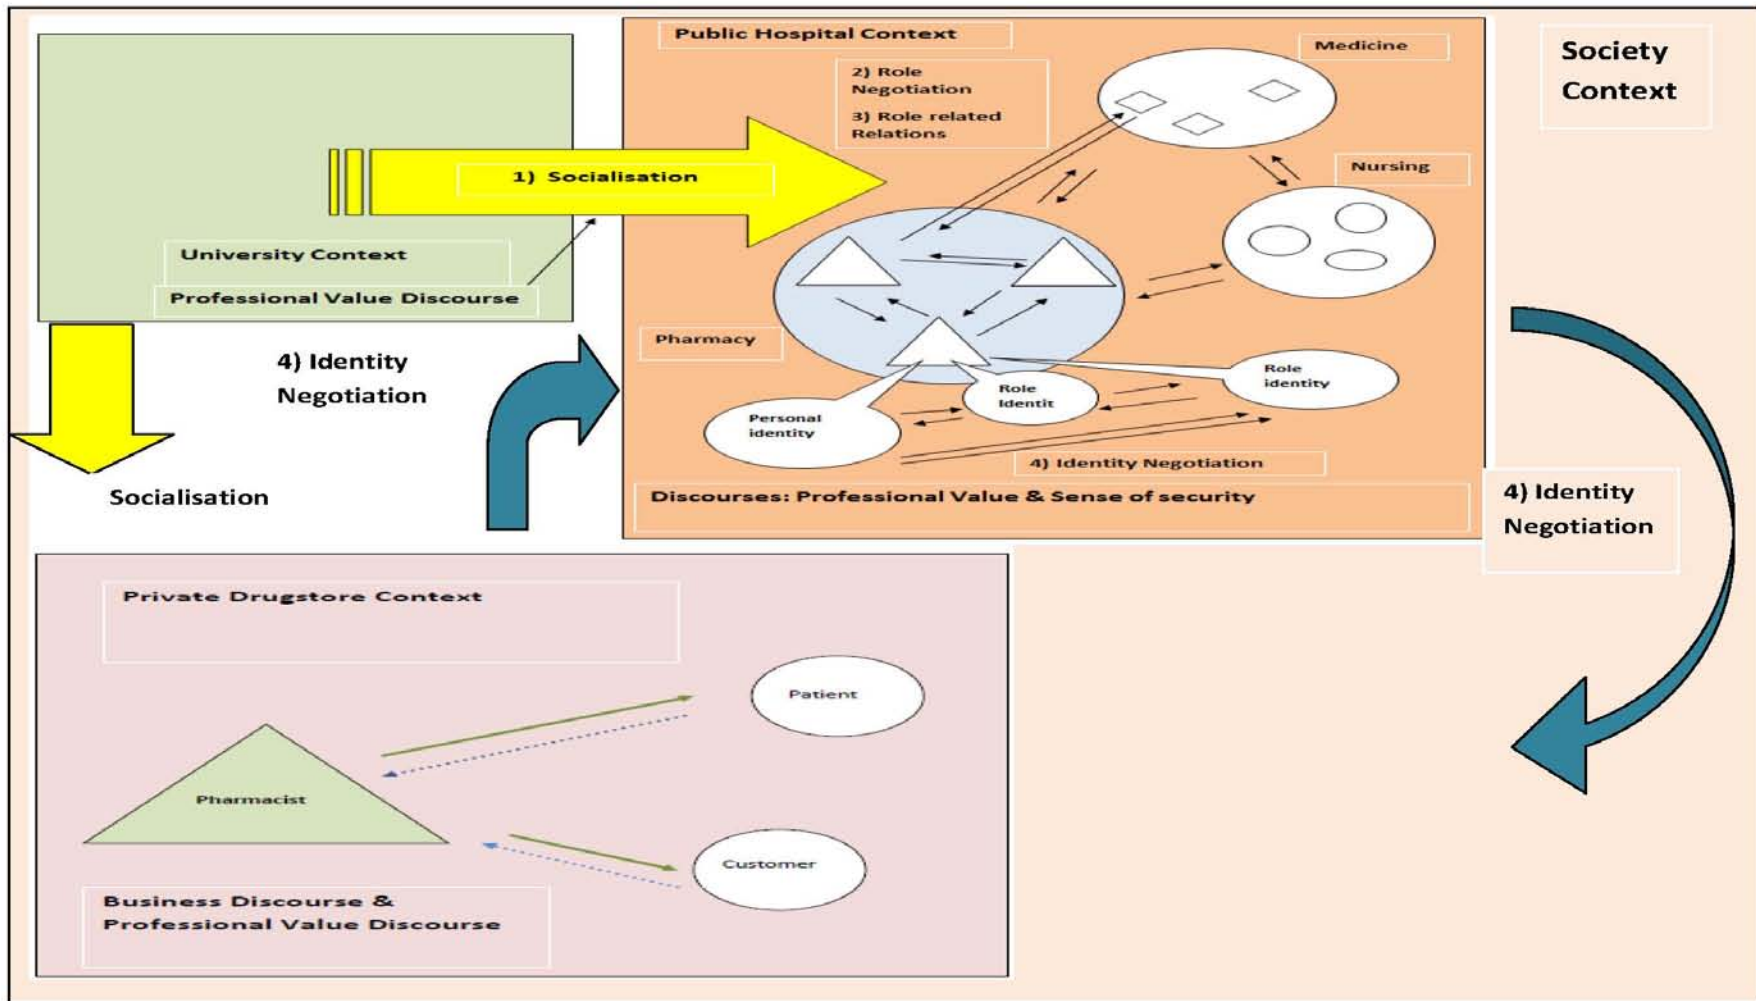 Public Hospital Context
Medicine
Society
Context
2) Role
Negotiation
3) Role related
Relations
1) Socialisation
Nursing
University Context
Professional Value Discourse
Pharmacy
4) Identity
Negotiation
Role
identity
Role
Identit
Personal
identity
4) Identity Negotiation
Socialisation
Discourses: Professional Value & Sense of security
4) Identity
Negotiation
Private Drugstore Context
Patient
Pharmacist
Customer
Business Discourse &
Professional Value Discourse